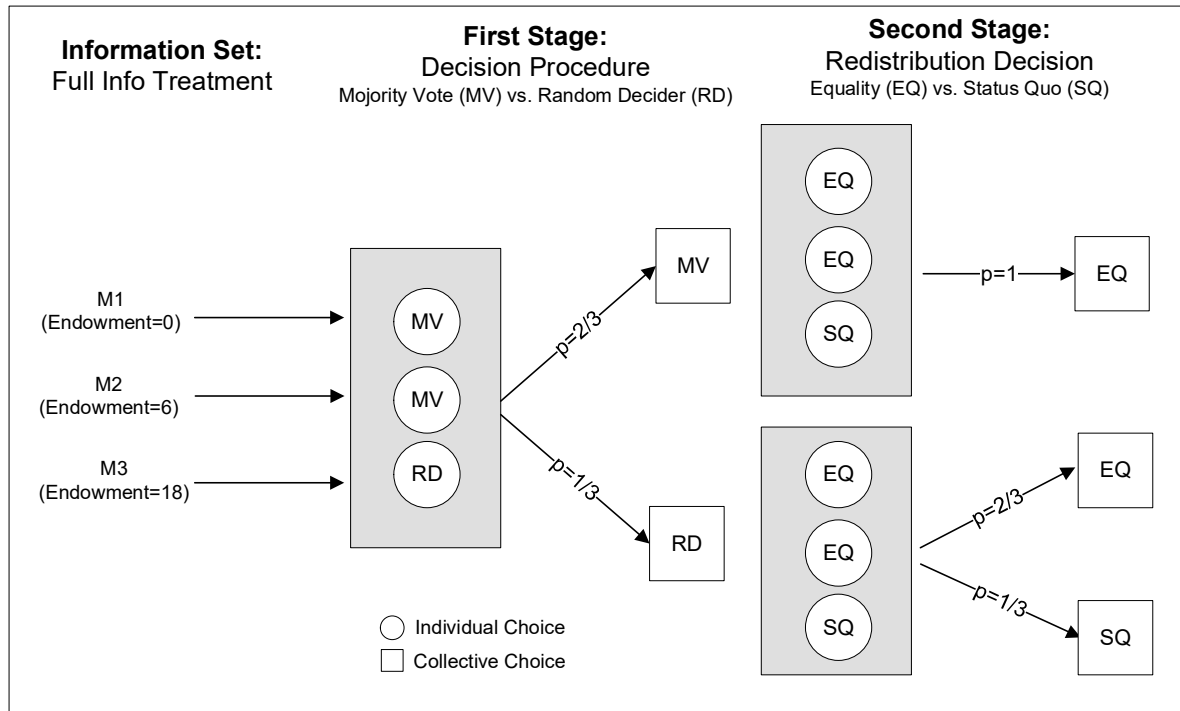 Information Set:
Full Info Treatment
First Stage:
Decision Procedure
Mojority Vote (MV) vs. Random Decider (RD)
Second Stage:
Redistribution Decision
Equality (EQ) vs. Status Quo (SQ)
M1
(Endowment=0)
M2
(Endowment=6)
M3
(Endowment=18)
MV
MV
RD
p=2/3
MV
p=1/3
RD
EQ
EQ
SQ
p=1
EQ
EQ
EQ
SQ
p=2/3
EQ
p=1/3
SQ
Individual Choice
Collective Choice